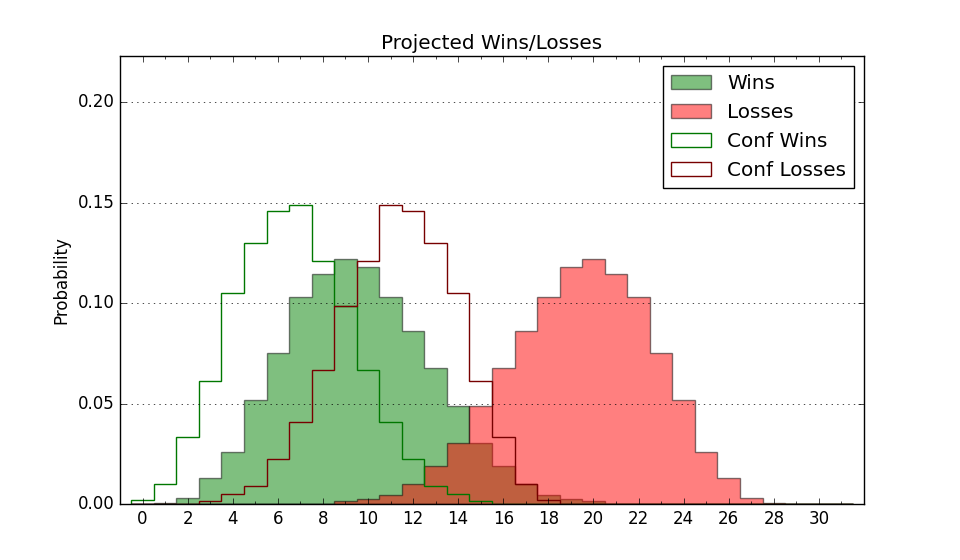 Projected Wins/Losses
Wins
Losses
Conf Wins
Conf Losses
Probability
0.20
0.15
0.10
0.05
0.00
0 2 4 6 8 10 12 14 16 18 20 22 24 26 28 30